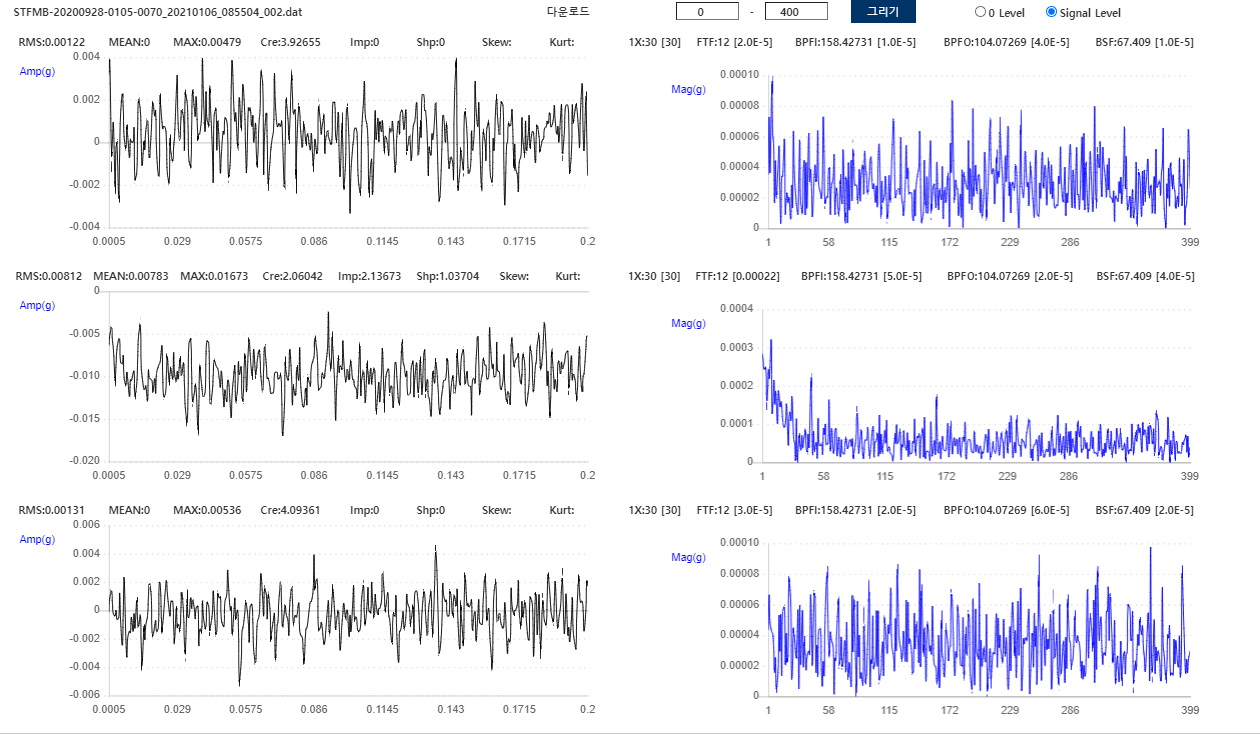 STFMB-20200928-0105-0070_20210106_085504_002.dat 다운로드 0 - 400 그리기 0 Level Signal Level
RMS:0.00122 MEAN:0 MAX:0.00479 Cre:3.92655 Imp:0 Shp:0 Skew: Kurt:
Amp(g)
0.004
0.002
0
-0.002
-0.004
0.0005 0.029 0.0575 0.086 0.1145 0.143 0.1715 0.2
1X:30 [30] FTF:12 [2.0E-5] BPFI:158.42731 [1.0E-5] BPFO:104.07269 [4.0E-5] BSF:67.409 [1.0E-5]
Mag(g)
0.00010
0.00008
0.00006
0.00004
0.00002
0
1 58 115 172 229 286 399
RMS:0.00812 MEAN:0.00783 MAX:0.01673 Cre:2.06042 Imp:2.13673 Shp:1.03704 Skew: Kurt:
Amp(g)
0
-0.005
-0.010
-0.015
-0.020
0.0005 0.029 0.0575 0.086 0.1145 0.143 0.1715 0.2
1X:30 [30] FTF:12 [0.00022] BPFI:158.42731 [5.0E-5] BPFO:104.07269 [2.0E-5] BSF:67.409 [4.0E-5]
Mag(g)
0.0004
0.0003
0.0002
0.0001
0
1 58 115 172 229 286 399
RMS:0.00131 MEAN:0 MAX:0.00536 Cre:4.09361 Imp:0 Shp:0 Skew: Kurt:
Amp(g)
0.006
0.004
0.002
0
-0.002
-0.004
-0.006
0.0005 0.029 0.0575 0.086 0.1145 0.143 0.1715 0.2
1X:30 [30] FTF:12 [3.0E-5] BPFI:158.42731 [2.0E-5] BPFO:104.07269 [6.0E-5] BSF:67.409 [2.0E-5]
Mag(g)
0.00010
0.00008
0.00006
0.00004
0.00002
0
1 58 115 172 229 286 399